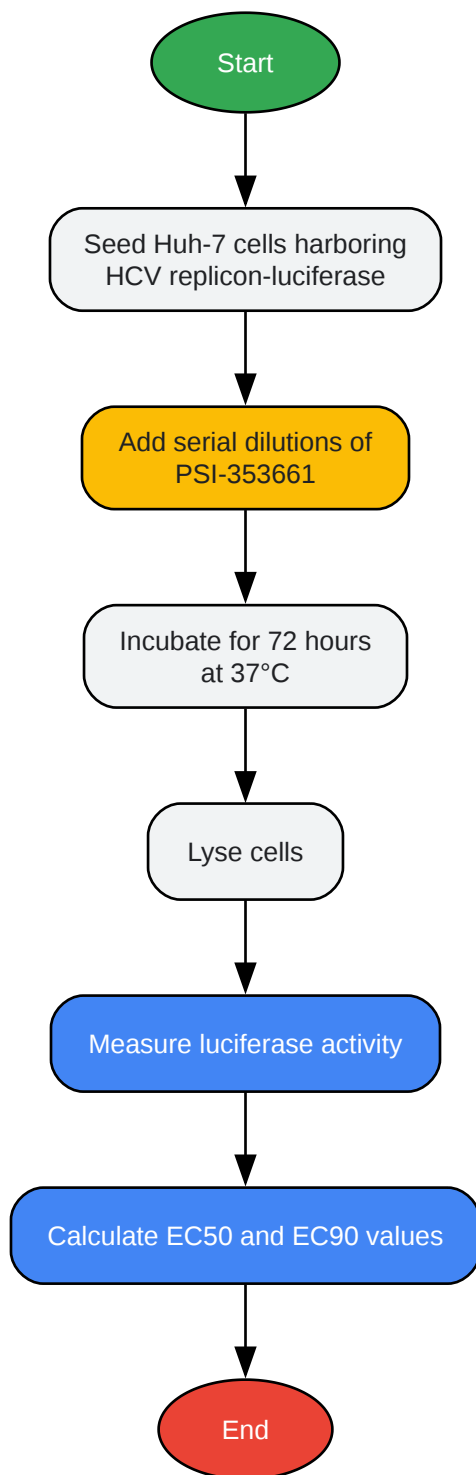 Start
Seed Huh-7 cells harboring
HCV replicon-luciferase
Add serial dilutions of
PSI-353661
Incubate for 72 hours
at 37°C
Lyse cells
Measure luciferase activity
Calculate EC50 and EC90 values
End